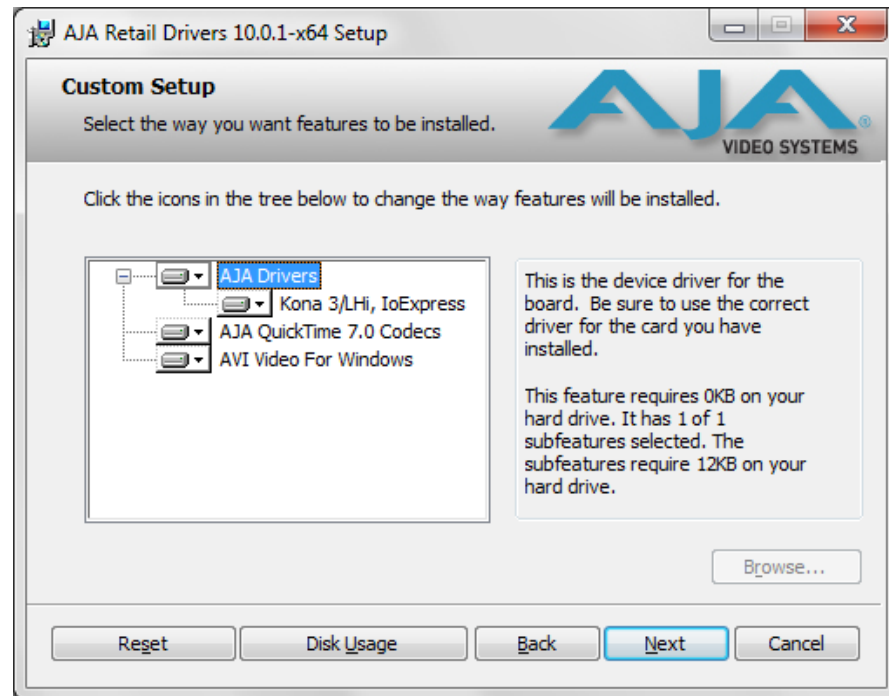 AJA Retail Drivers 10.0.1-x64 Setup
Custom Setup
Select the way you want features to be installed.
AJA®
VIDEO SYSTEMS
Click the icons in the tree below to change the way features will be installed.
AJA Drivers
Kona 3/LHi, IoExpress
AJA QuickTime 7.0 Codecs
AVI Video For Windows
This is the device driver for the
board. Be sure to use the correct
driver for the card you have
installed.
This feature requires 0KB on your
hard drive. It has 1 of 1
subfeatures selected. The
subfeatures require 12KB on your
hard drive.
Browse...
Reset
Disk Usage
Back
Next
Cancel